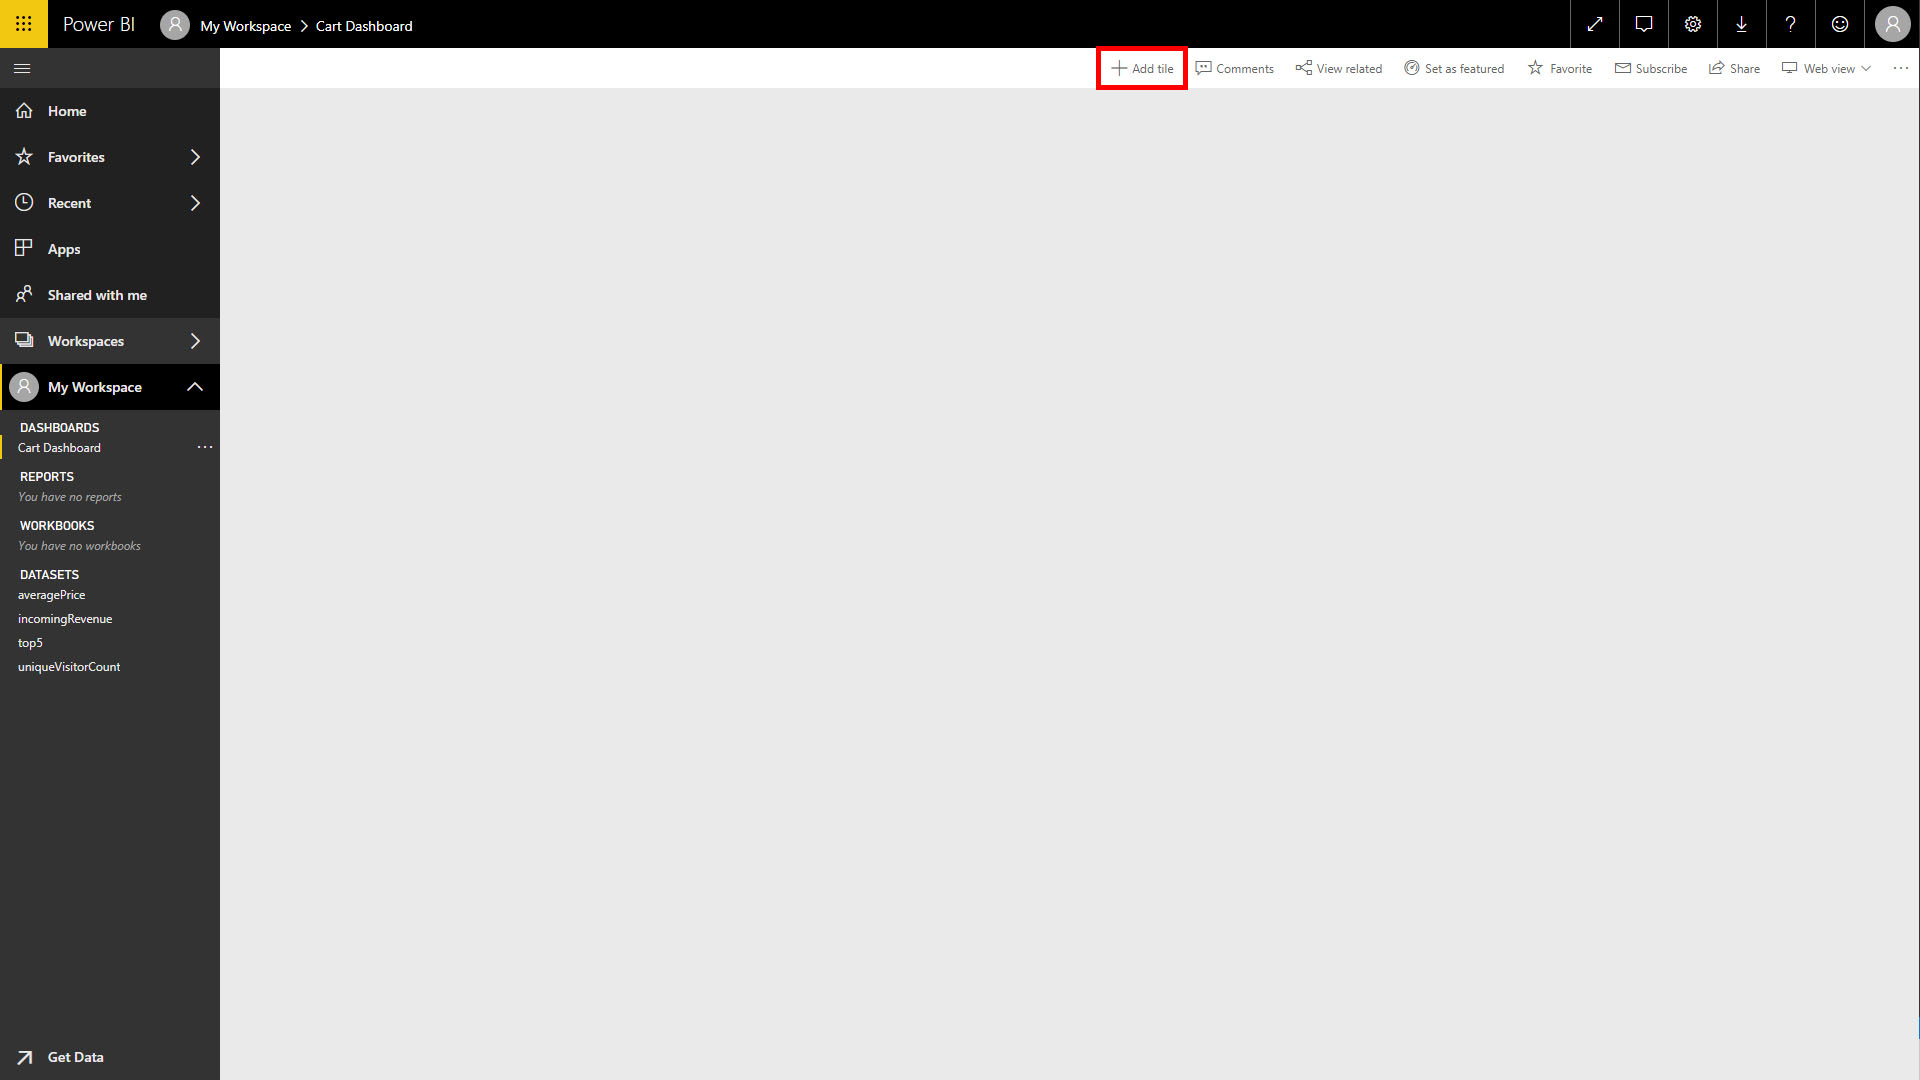 Power BI
My Workspace
Cart Dashboard
Add tile
Comments
View related
Set as featured
Favorite
Subscribe
Share
Web view
Home
Favorites
Recent
Apps
Shared with me
Workspaces
My Workspace
DASHBOARDS
Cart Dashboard
REPORTS
You have no reports
WORKBOOKS
You have no workbooks
DATASETS
averagePrice
incomingRevenue
top5
uniqueVisitorCount
Get Data